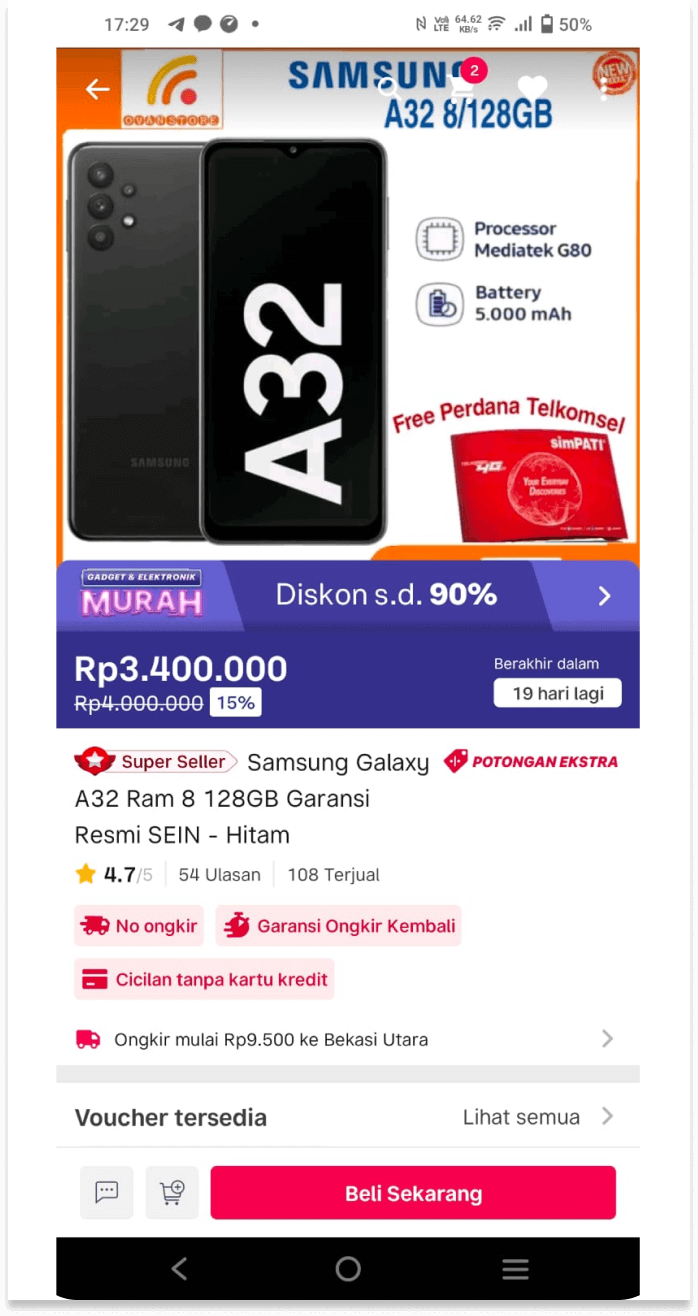 17:29
64.62
KB/s
VoLTE
50%
OVANSTORE
SAMSUNG
2
NEW
A32 8/128GB
Processor
Mediatek G80
Battery
5.000 mAh
A32
SAMSUNG
Free Perdana Telkomsel
simPATI
4G
YOUR EVERYDAY
DISCOVERIES
GADGET & ELEKTRONIK
MURAH
Diskon s.d. 90%
Rp3.400.000
Berakhir dalam
Rp4.000.000 15%
19 hari lagi
Super Seller Samsung Galaxy POTONGAN EKSTRA
A32 Ram 8 128GB Garansi
Resmi SEIN - Hitam
4.7/5 54 Ulasan 108 Terjual
No ongkir Garansi Ongkir Kembali
Cicilan tanpa kartu kredit
Ongkir mulai Rp9.500 ke Bekasi Utara
Voucher tersedia Lihat semua
Beli Sekarang